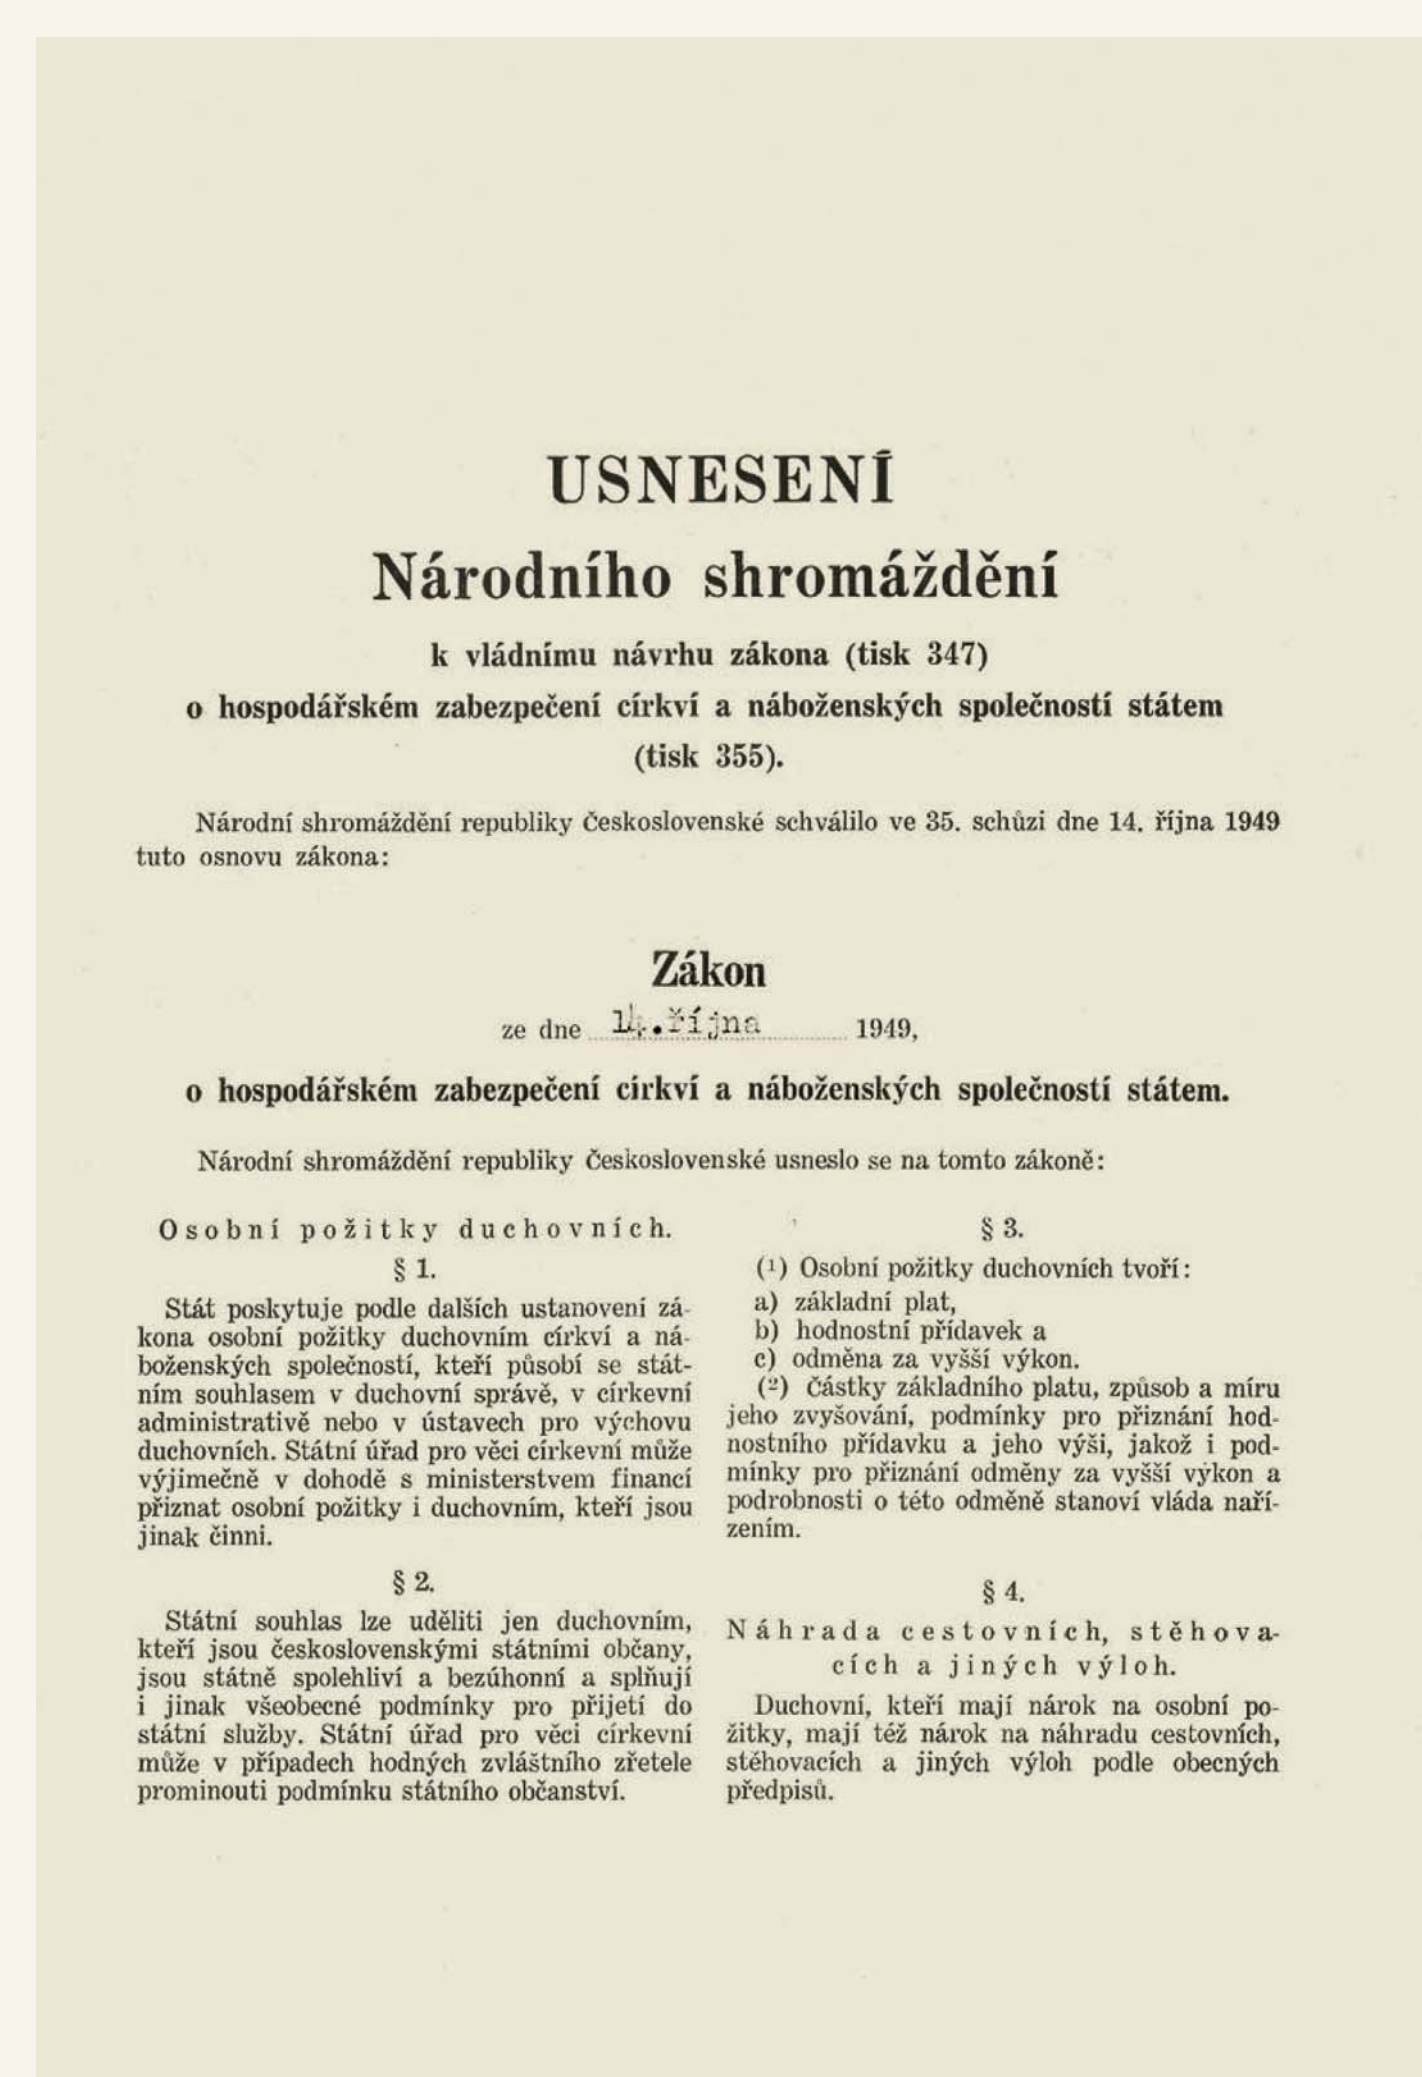 USNESENÍ
Národního shromáždění
k vládnímu návrhu zákona (tisk 347)
o hospodářském zabezpečení církví a náboženských společností státem
(tisk 355).
Národní shromáždění republiky Československé schválilo ve 35. schůzi dne 14. října 1949
tuto osnovu zákona:
Zákon
ze dne 14. října 1949,
o hospodářském zabezpečení církví a náboženských společností státem.
Národní shromáždění republiky Československé usneslo se na tomto zákoně:
Osobní požitky duchovních.
§ 1.
Stát poskytuje podle dalších ustanovení zá-
kona osobní požitky duchovním církví a ná-
boženských společností, kteří působí se stát-
ním souhlasem v duchovní správě, v církevní
administrativě nebo v ústavech pro výchovu
duchovních. Státní úřad pro věci církevní může
výjimečně v dohodě s ministerstvem financí
přiznat osobní požitky i duchovním, kteří jsou
jinak činni.
§ 2.
Státní souhlas lze uděliti jen duchovním,
kteří jsou československými státními občany,
jsou státně spolehliví a bezúhonní a splňují
i jinak všeobecné podmínky pro přijetí do
státní služby. Státní úřad pro věci církevní
může v případech hodných zvláštního zřetele
prominouti podmínku státního občanství.
§ 3.
(1) Osobní požitky duchovních tvoří:
a) základní plat,
b) hodnostní přídavek a
c) odměna za vyšší výkon.
(2) Částky základního platu, způsob a míru
jeho zvyšování, podmínky pro přiznání hod-
nostního přídavku a jeho výši, jakož i pod-
mínky pro přiznání odměny za vyšší výkon a
podrobnosti o této odměně stanoví vláda naří-
zením.
§ 4.
Náhrada cestovních, stěhova-
cích a jiných výloh.
Duchovní, kteří mají nárok na osobní po-
žitky, mají též nárok na náhradu cestovních,
stěhovacích a jiných výloh podle obecných
předpisů.